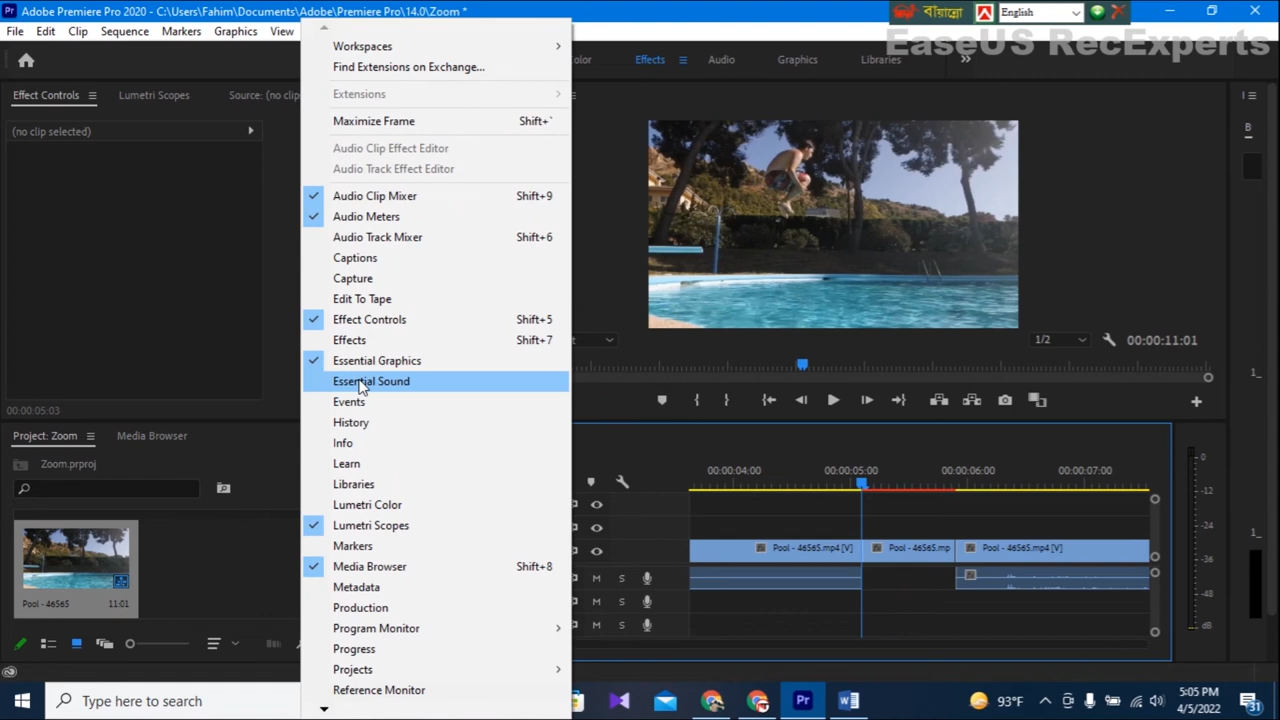 Adobe Premiere Pro 2020 - C:\Users\Fahim\Documents\Adobe\Premiere Pro\14.0\Zoom *
বায়ান্নো
English
EaseUS RecExperts
File Edit Clip Sequence Markers Graphics View
Effects Audio Graphics Libraries
Effect Controls Lumetri Scopes Source: (no clips
(no clip selected)
00:00:05:03
Project: Zoom Media Browser
Zoom.prproj
Pool - 46565 11:01
Workspaces
Find Extensions on Exchange...
Extensions
Maximize Frame Shift+`
Audio Clip Effect Editor
Audio Track Effect Editor
Audio Clip Mixer Shift+9
Audio Meters
Audio Track Mixer Shift+6
Captions
Capture
Edit To Tape
Effect Controls Shift+5
Effects Shift+7
Essential Graphics
Essential Sound
Events
History
Info
Learn
Libraries
Lumetri Color
Lumetri Scopes
Markers
Media Browser Shift+8
Metadata
Production
Program Monitor
Progress
Projects
Reference Monitor
B
1/2 00:00:11:01
00:00:04:00 00:00:05:00 00:00:06:00 00:00:07:00
Pool - 46565.mp4 [V] Pool - 46565.mp Pool - 46565.mp4 [V]
M S
M S
M S
0
-12
-24
-36
-48
dB
Type here to search
93°F
5:05 PM
4/5/2022
31